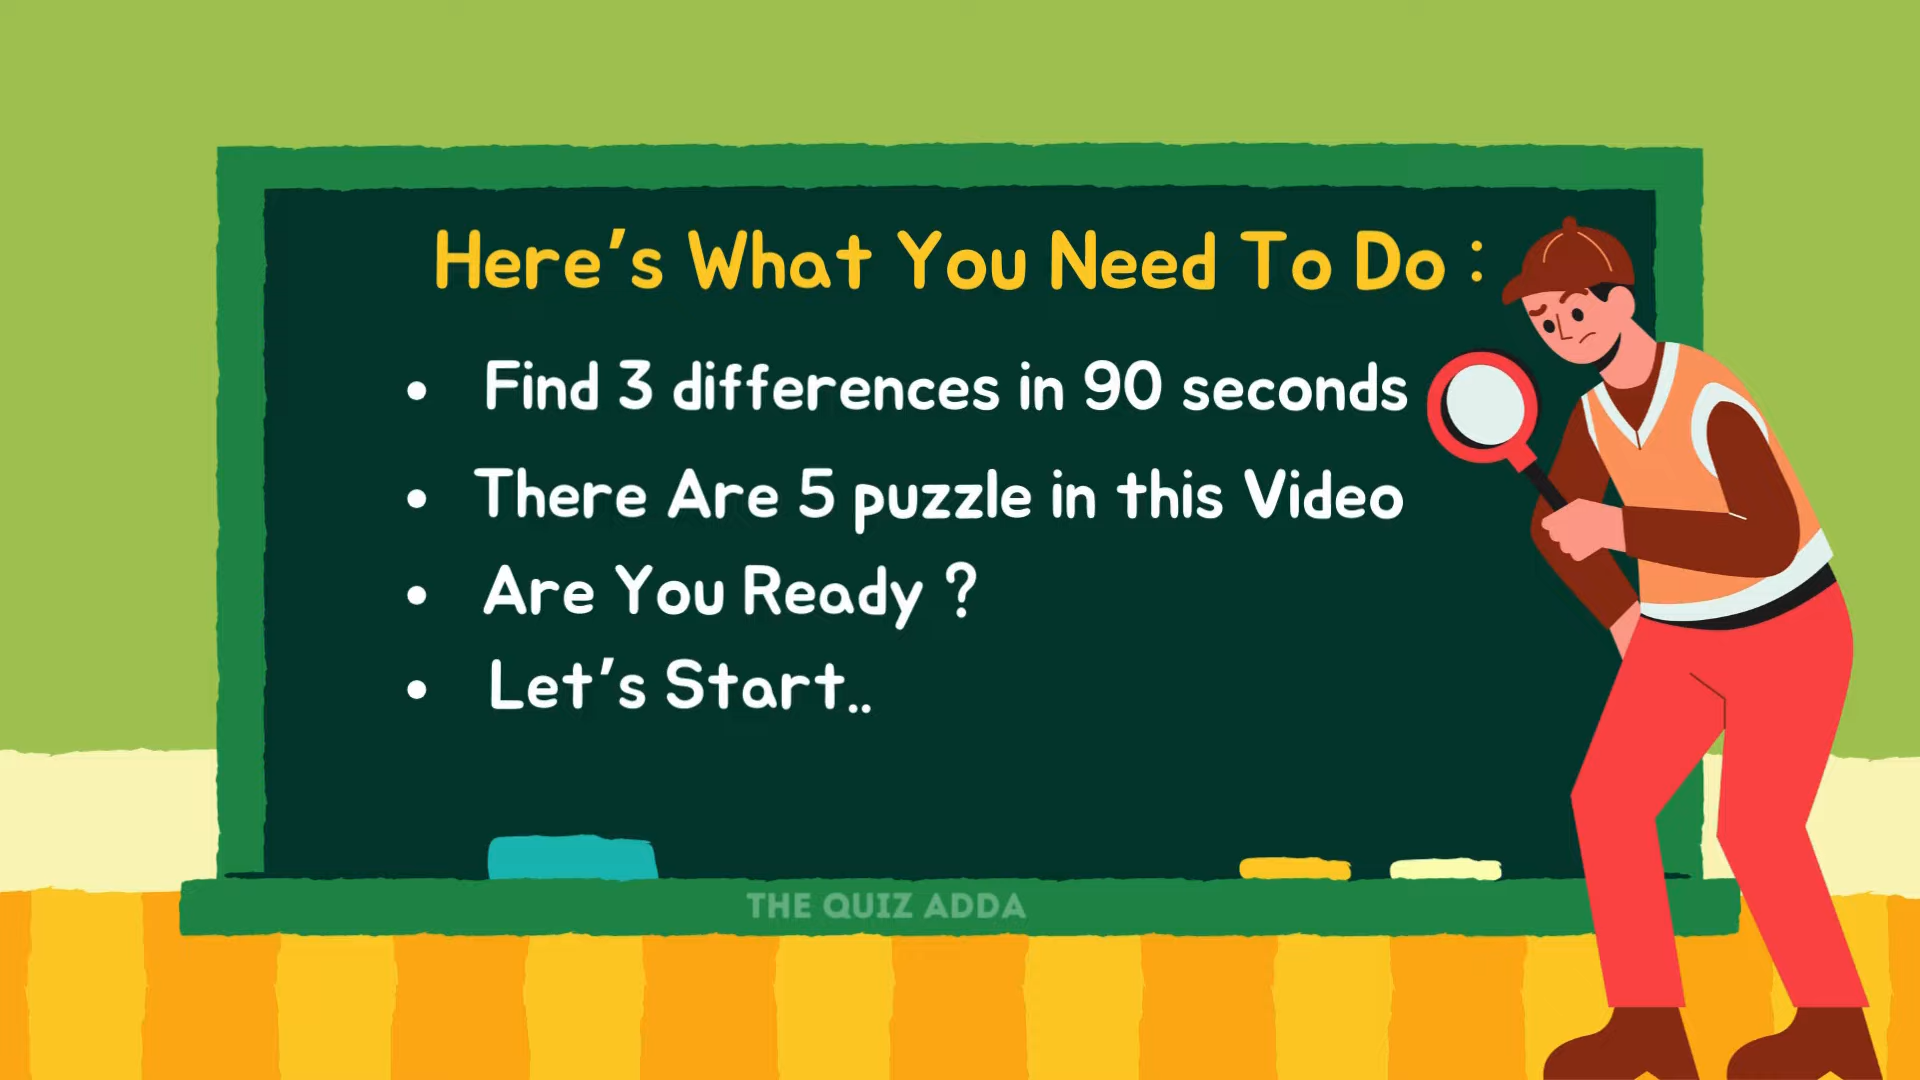 Here's What You Need To Do :
• Find 3 differences in 90 seconds
• There Are 5 puzzle in this Video
• Are You Ready ?
• Let's Start..
THE QUIZ ADDA